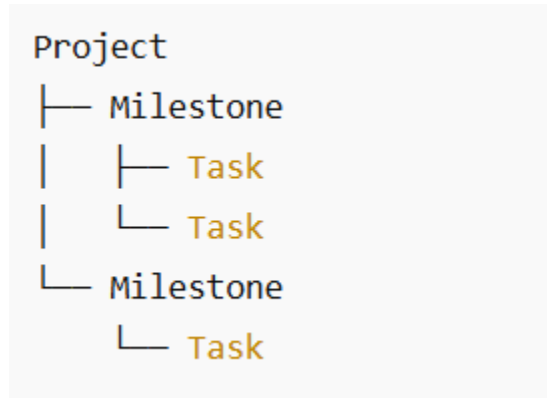 Project
├── Milestone
│   ├── Task
│   └── Task
└── Milestone
    └── Task